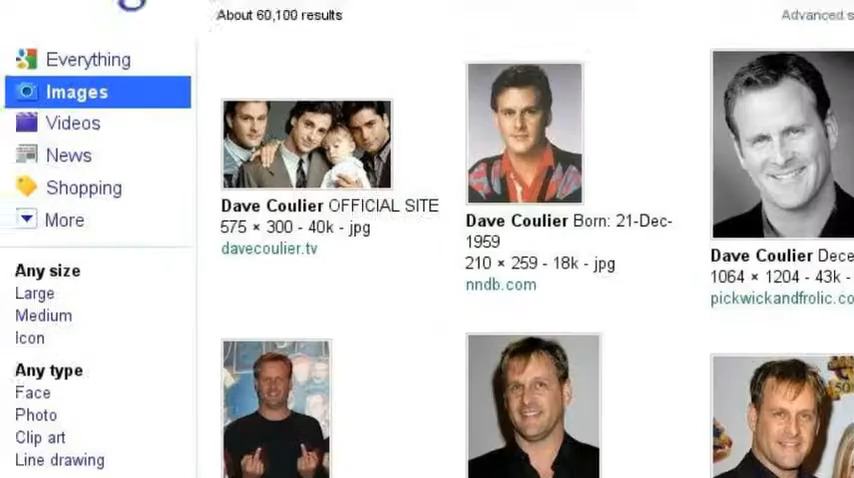 About 60,100 results
Advanced s
Everything
Images
Videos
News
Shopping
More
Any size
Large
Medium
Icon
Any type
Face
Photo
Clip art
Line drawing
Dave Coulier OFFICIAL SITE
575 × 300 - 40k - jpg
davecoulier.tv
Dave Coulier Born: 21-Dec-
1959
210 × 259 - 18k - jpg
nndb.com
Dave Coulier Dece
1064 × 1204 - 43k -
pickwickandfrolic.co